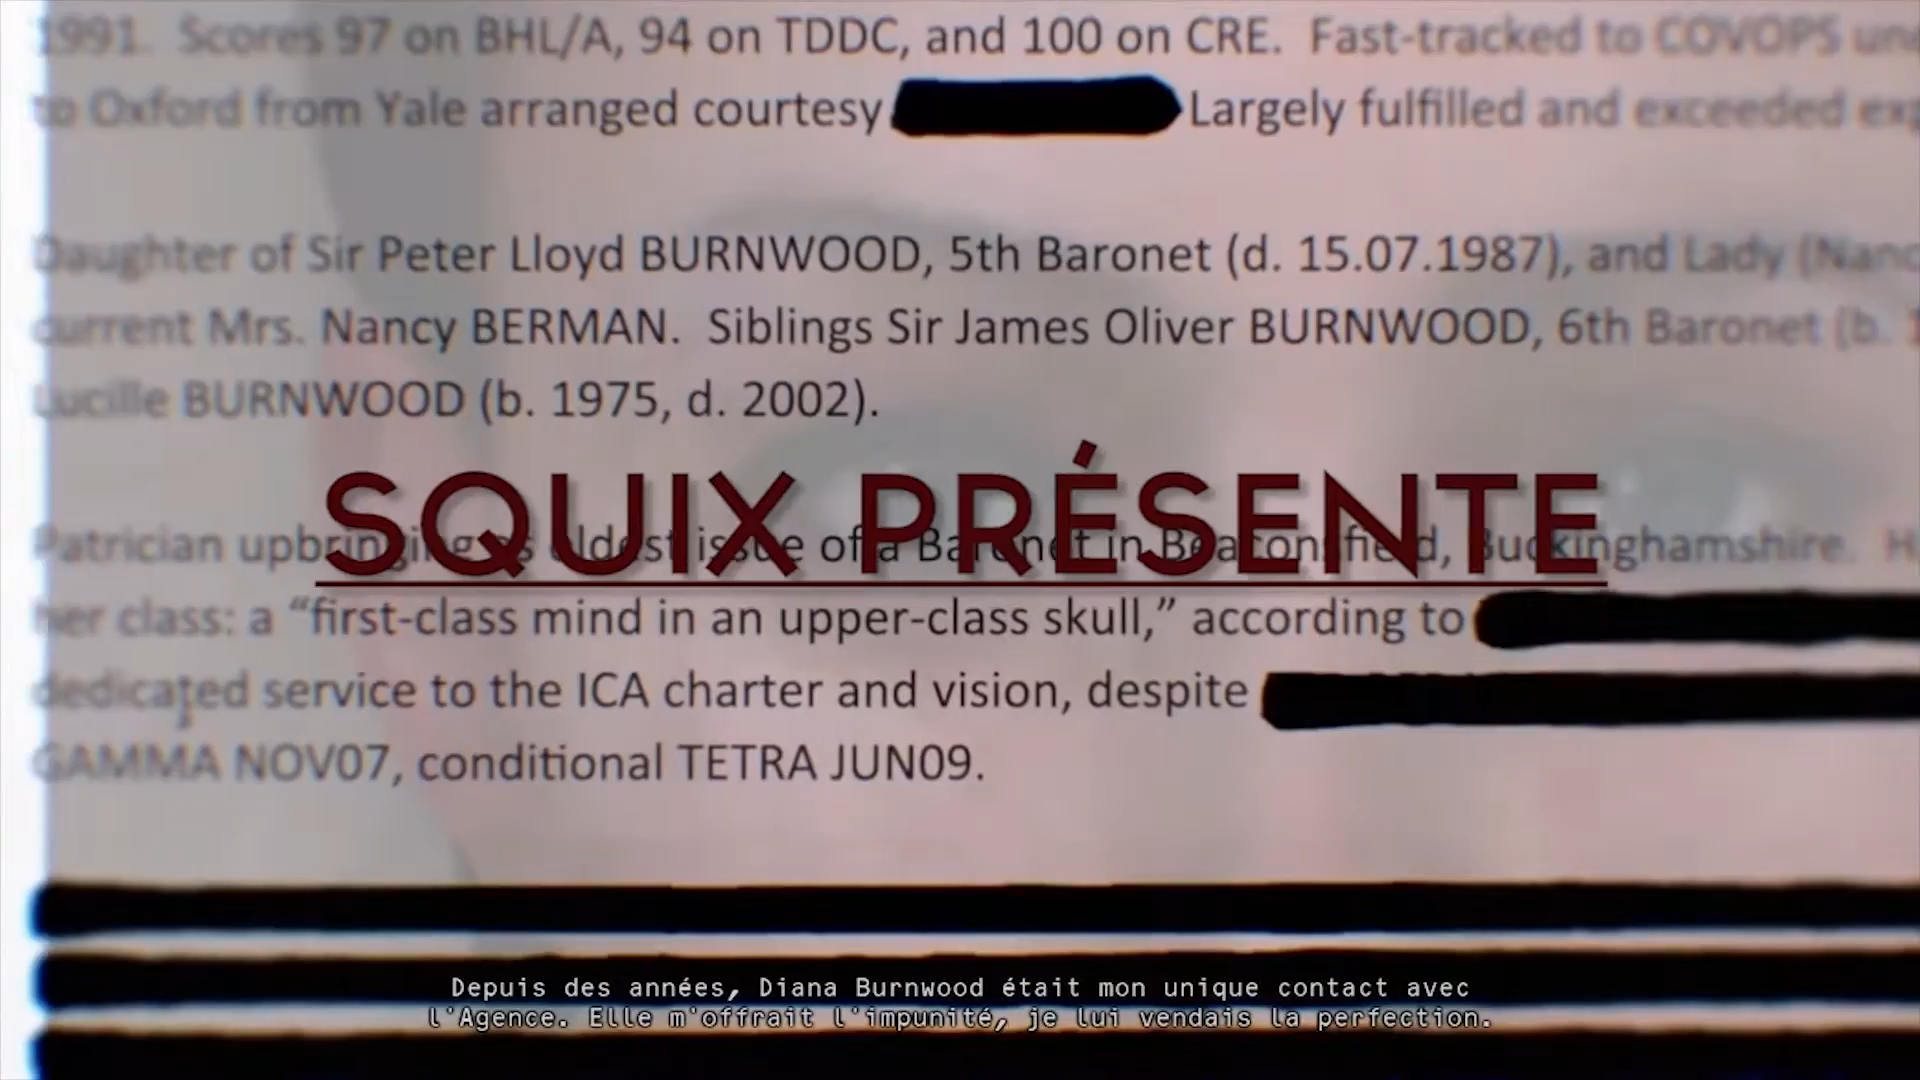 1991. Scores 97 on BHL/A, 94 on TDDC, and 100 on CRE. Fast-tracked to COVOPS
to Oxford from Yale arranged courtesy Largely fulfilled and exceeded
Daughter of Sir Peter Lloyd BURNWOOD, 5th Baronet (d. 15.07.1987), and Lady
current Mrs. Nancy BERMAN. Siblings Sir James Oliver BURNWOOD, 6th Baronet (b.
Lucille BURNWOOD (b. 1975, d. 2002).
SQUIX PRÉSENTE
Patrician upbringing as oldest issue of a Baronet in Beaconsfield, Buckinghamshire.
her class: a “first-class mind in an upper-class skull,” according to
dedicated service to the ICA charter and vision, despite
GAMMA NOV07, conditional TETRA JUN09.
Depuis des années, Diana Burnwood était mon unique contact avec
l'Agence. Elle m'offrait l'impunité, je lui vendais la perfection.